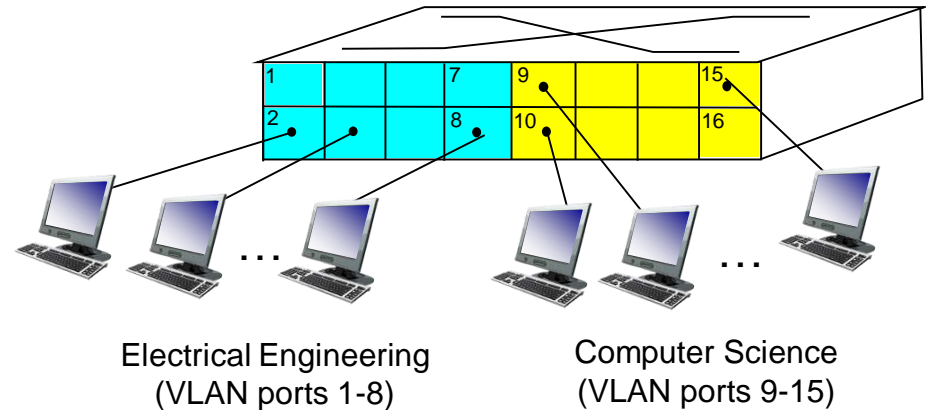 1 7 9 15
2 8 10 16
... ...
Electrical Engineering
(VLAN ports 1-8)
Computer Science
(VLAN ports 9-15)